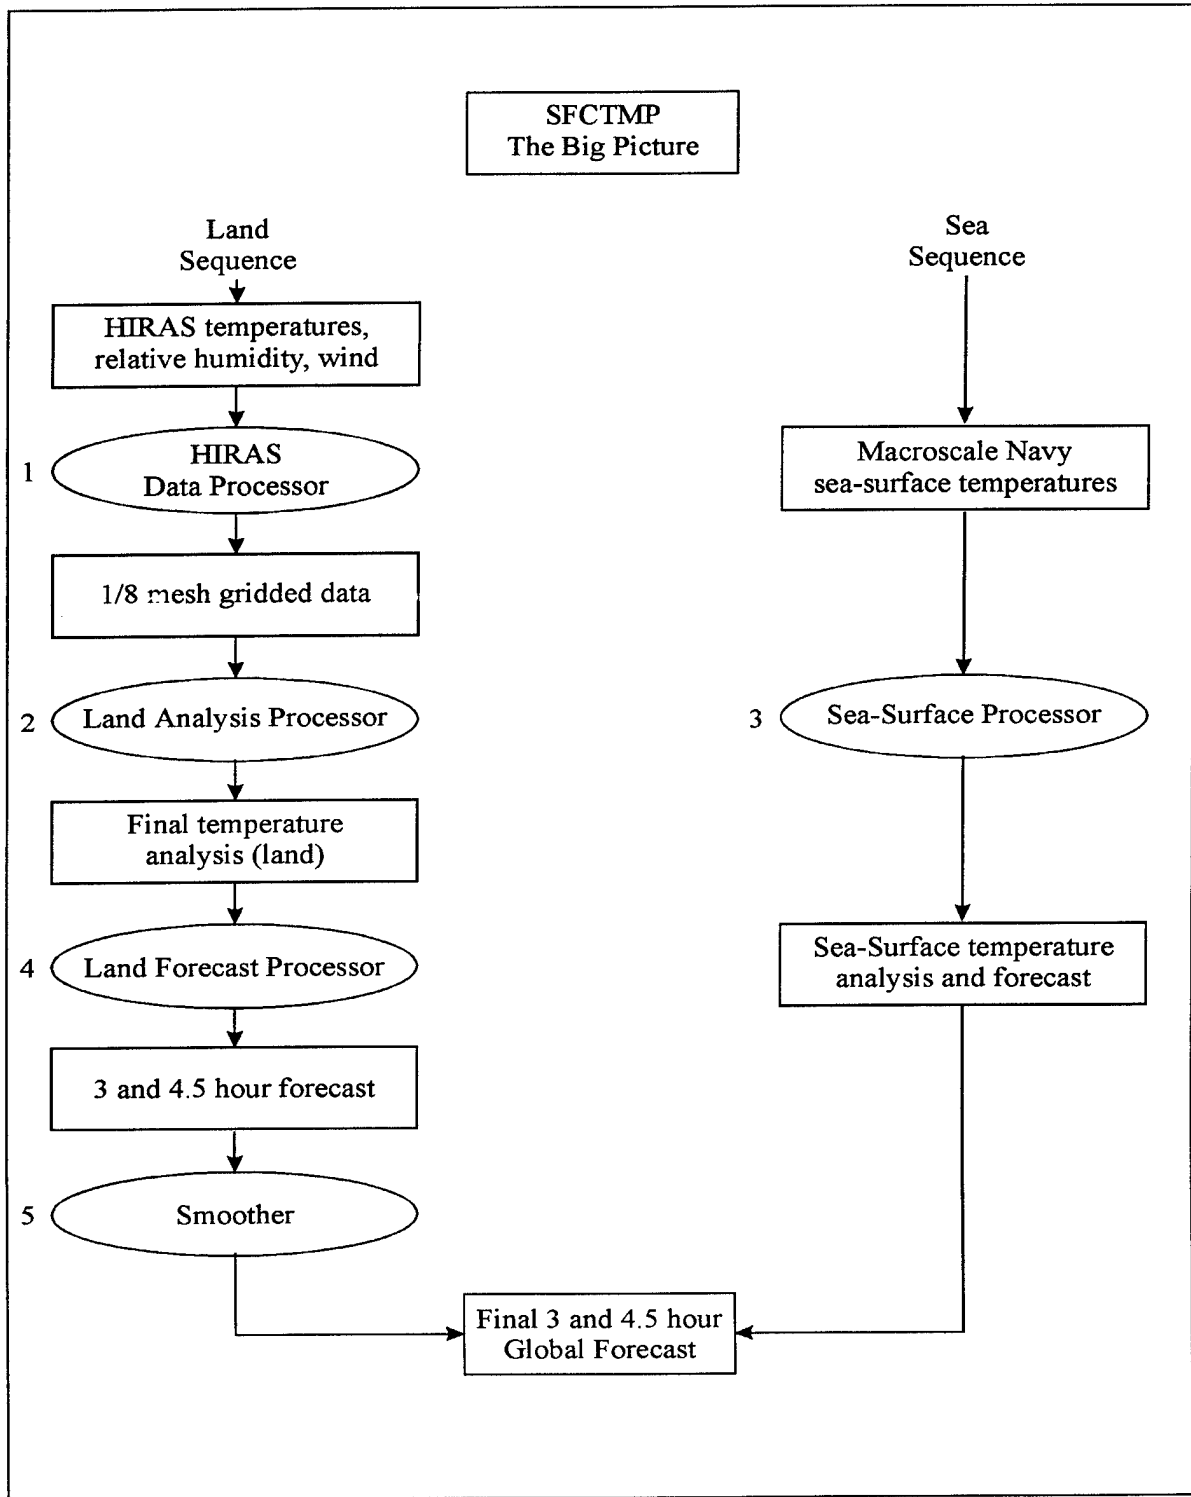 SFCTMP
The Big Picture
Land
Sequence
HIRAS temperatures,
relative humidity, wind
1
HIRAS
Data Processor
1/8 mesh gridded data
2
Land Analysis Processor
Final temperature
analysis (land)
4
Land Forecast Processor
3 and 4.5 hour forecast
5
Smoother
Sea
Sequence
Macroscale Navy
sea-surface temperatures
3
Sea-Surface Processor
Sea-Surface temperature
analysis and forecast
Final 3 and 4.5 hour
Global Forecast